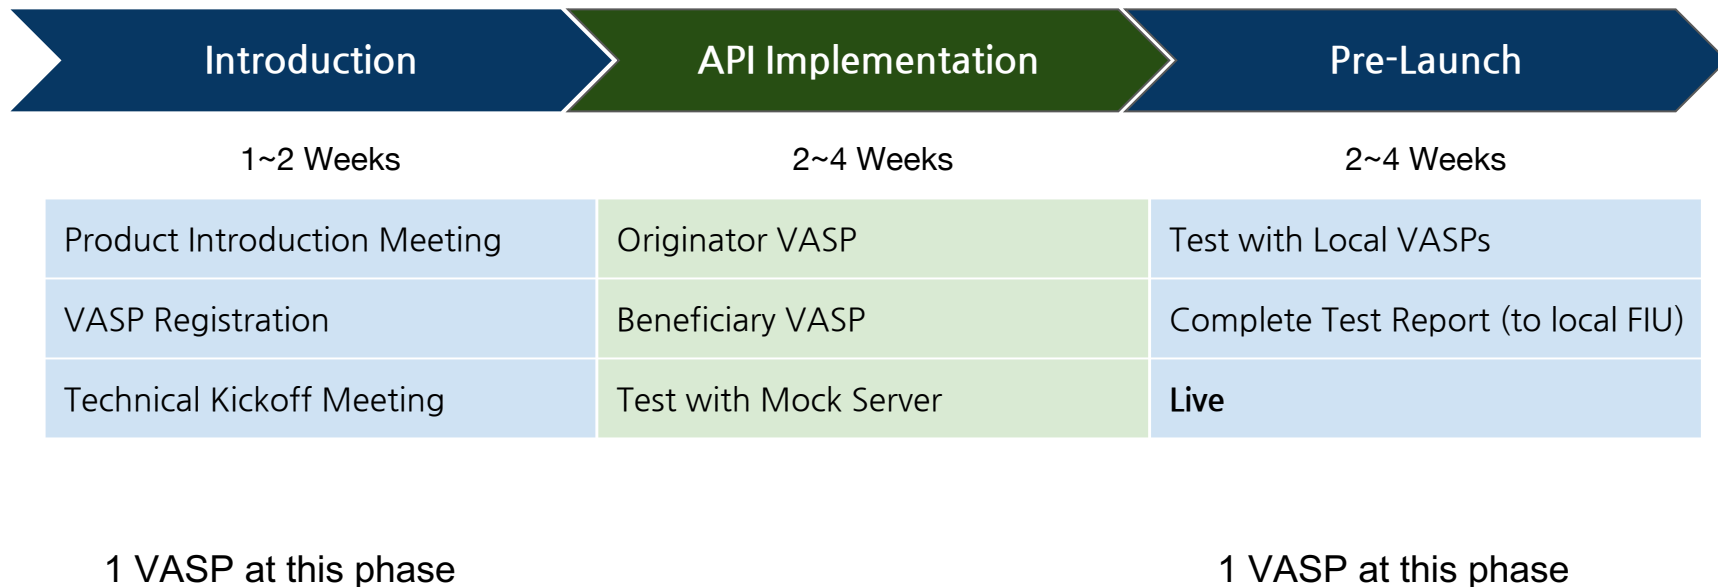 Introduction
API Implementation
Pre-Launch
1~2 Weeks
2~4 Weeks
2~4 Weeks
Product Introduction Meeting
Originator VASP
Test with Local VASPs
VASP Registration
Beneficiary VASP
Complete Test Report (to local FIU)
Technical Kickoff Meeting
Test with Mock Server
Live
1 VASP at this phase
1 VASP at this phase